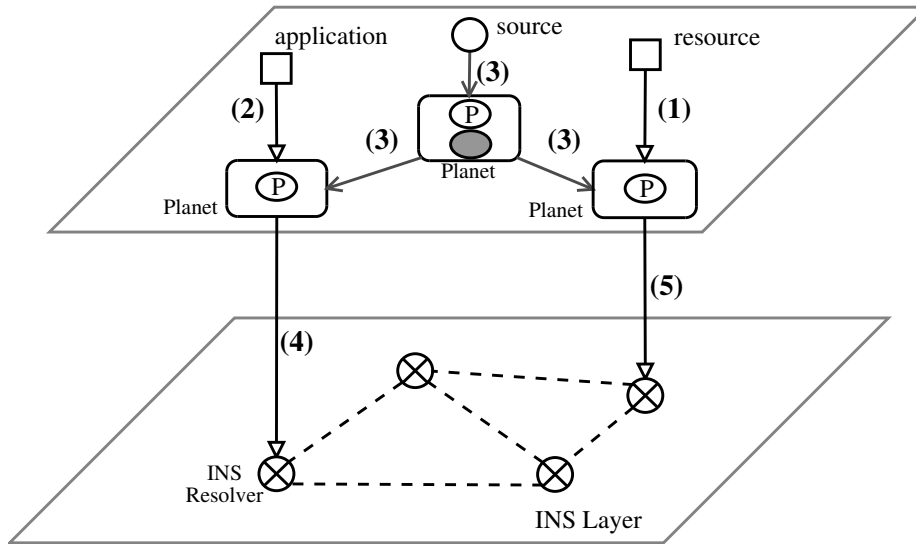 application
source
resource
(3)
(2)
P
(1)
(3)
(3)
Planet
P
P
Planet
Planet
(5)
(4)
INS
Resolver
INS Layer